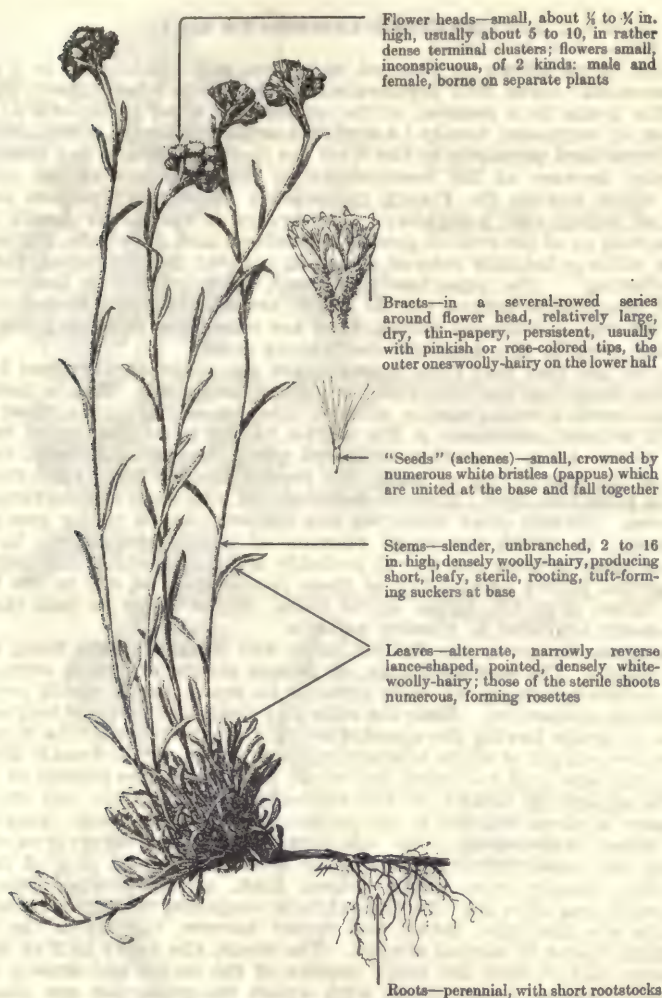 Flower heads—small, about ⅛ to ¼ in.
high, usually about 5 to 10, in rather
dense terminal clusters; flowers small,
inconspicuous, of 2 kinds: male and
female, borne on separate plants
Bracts—in a several-rowed series
around flower head, relatively large,
dry, thin-papery, persistent, usually
with pinkish or rose-colored tips, the
outer ones woolly-hairy on the lower half
"Seeds" (achenes)—small, crowned by
numerous white bristles (pappus) which
are united at the base and fall together
Stems—slender, unbranched, 2 to 16
in. high, densely woolly-hairy, producing
short, leafy, sterile, rooting, tuft-form-
ing suckers at base
Leaves—alternate, narrowly reverse
lance-shaped, pointed, densely white-
woolly-hairy; those of the sterile shoots
numerous, forming rosettes
Roots—perennial, with short rootstocks